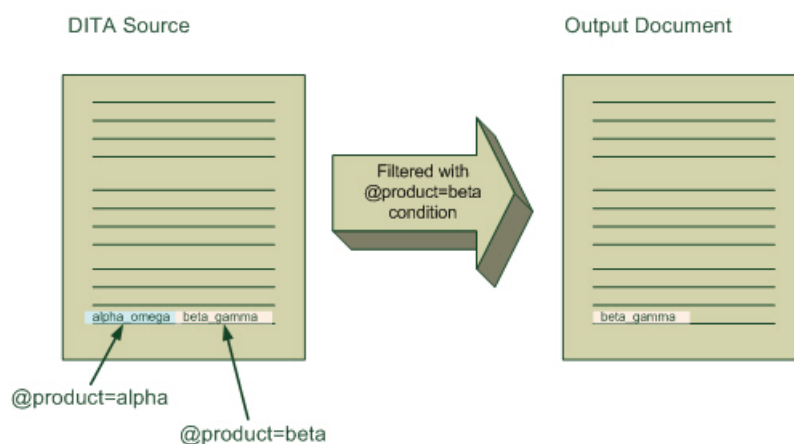 DITA Source
Output Document
Filtered with
@product=beta
condition
alpha_omega beta_gamma
beta_gamma
@product=alpha
@product=beta